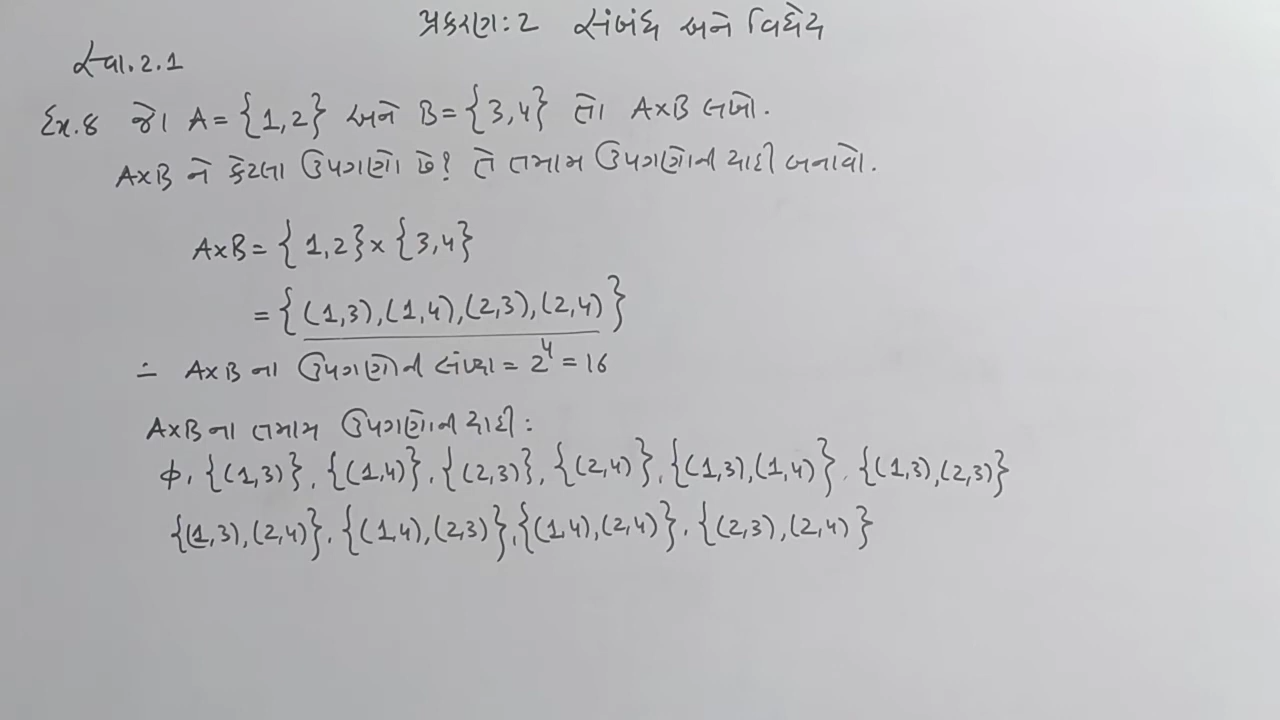 પ્રકરણ: 2 સંબંધ અને વિધેય
સ્વા. 2.1
Ex. 8 જો A = {1,2} અને B = {3,4} તો A×B લખો.
A×B ને કેટલા ઉપગણો છે? તે તમામ ઉપગણોની યાદી બનાવો.
A×B = {1,2} × {3,4}
= {(1,3),(1,4),(2,3),(2,4)}
∴ A×B ના ઉપગણોની સંખ્યા = 2⁴ = 16
A×B ના તમામ ઉપગણોની યાદી :
ϕ, {(1,3)}, {(1,4)}, {(2,3)}, {(2,4)}, {(1,3),(1,4)}, {(1,3),(2,3)}
{(1,3),(2,4)}, {(1,4),(2,3)}, {(1,4),(2,4)}, {(2,3),(2,4)}